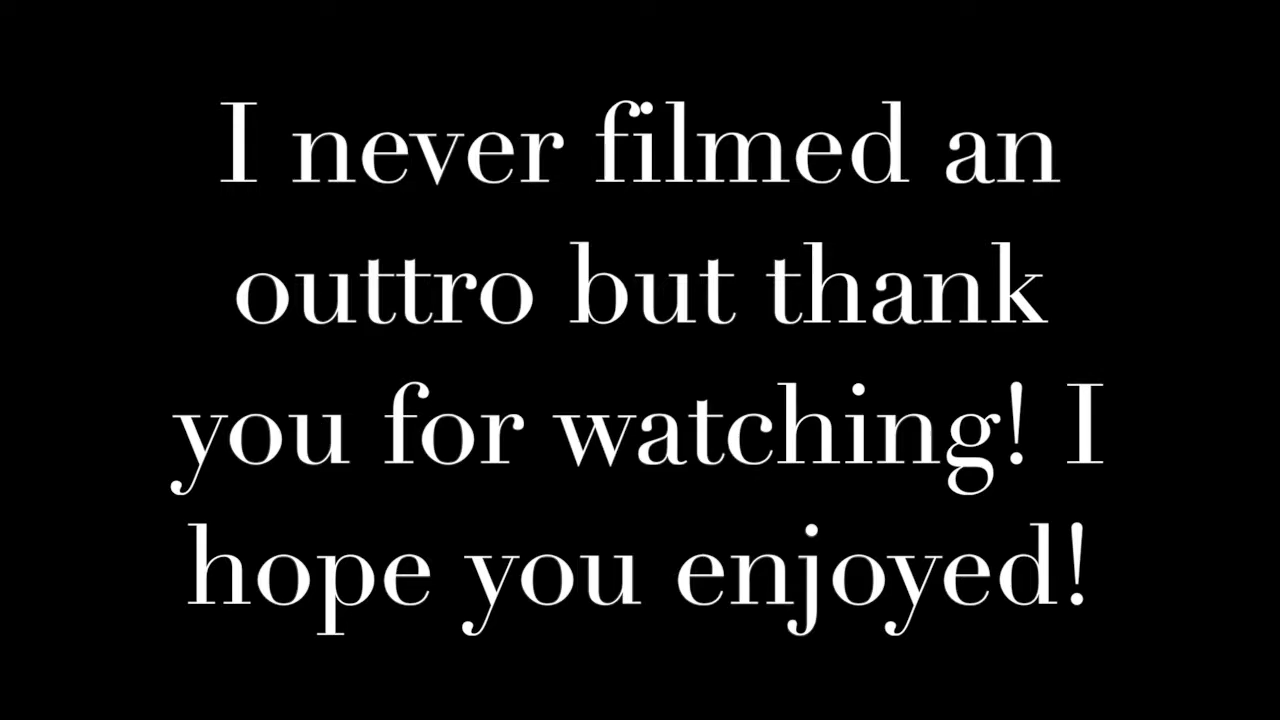 I never filmed an
outtro but thank
you for watching! I
hope you enjoyed!